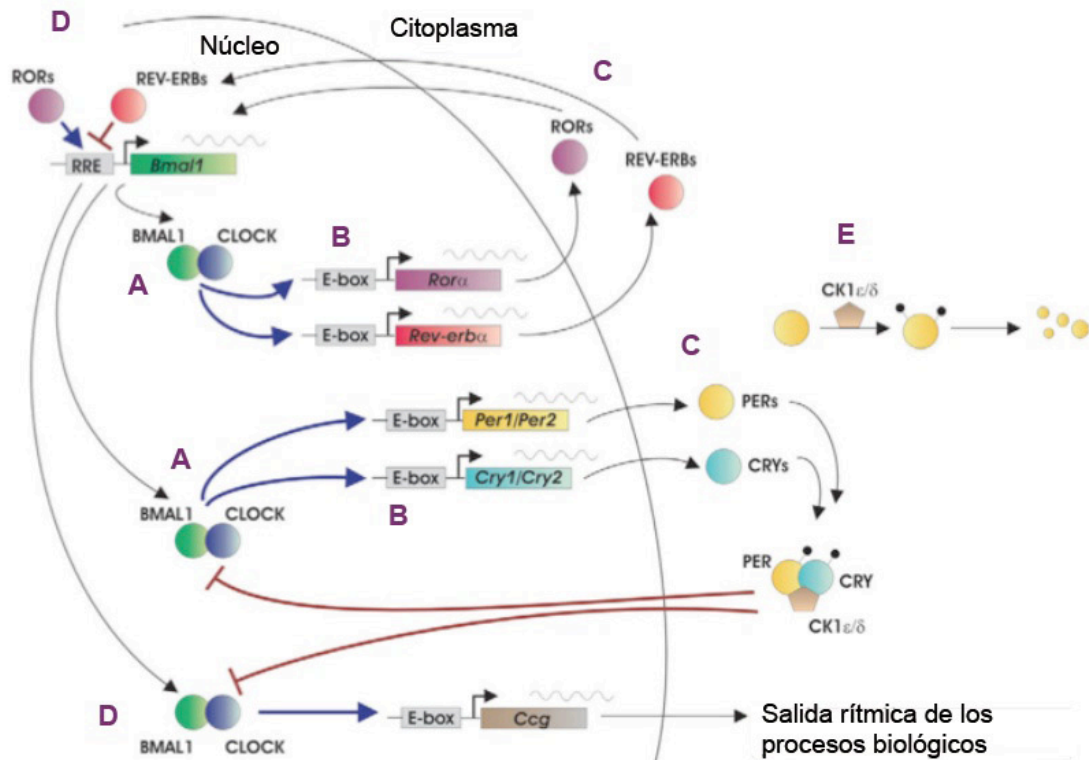 D
Núcleo
Citoplasma
RORs
REV-ERBs
C
RORs
REV-ERBs
RRE
Bmal1
BMAL1
CLOCK
B
E
A
E-box
Rorα
CK1ε/δ
E-box
Rev-erbα
C
E-box
Per1/Per2
PERs
A
E-box
Cry1/Cry2
CRYs
BMAL1
CLOCK
B
PER
CRY
CK1ε/δ
D
E-box
Ccg
Salida rítmica de los
procesos biológicos
BMAL1
CLOCK